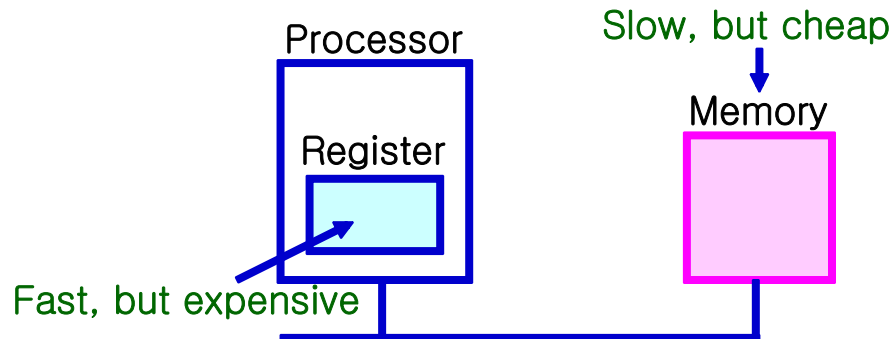 Slow, but cheap
Processor
Memory
Register
Fast, but expensive